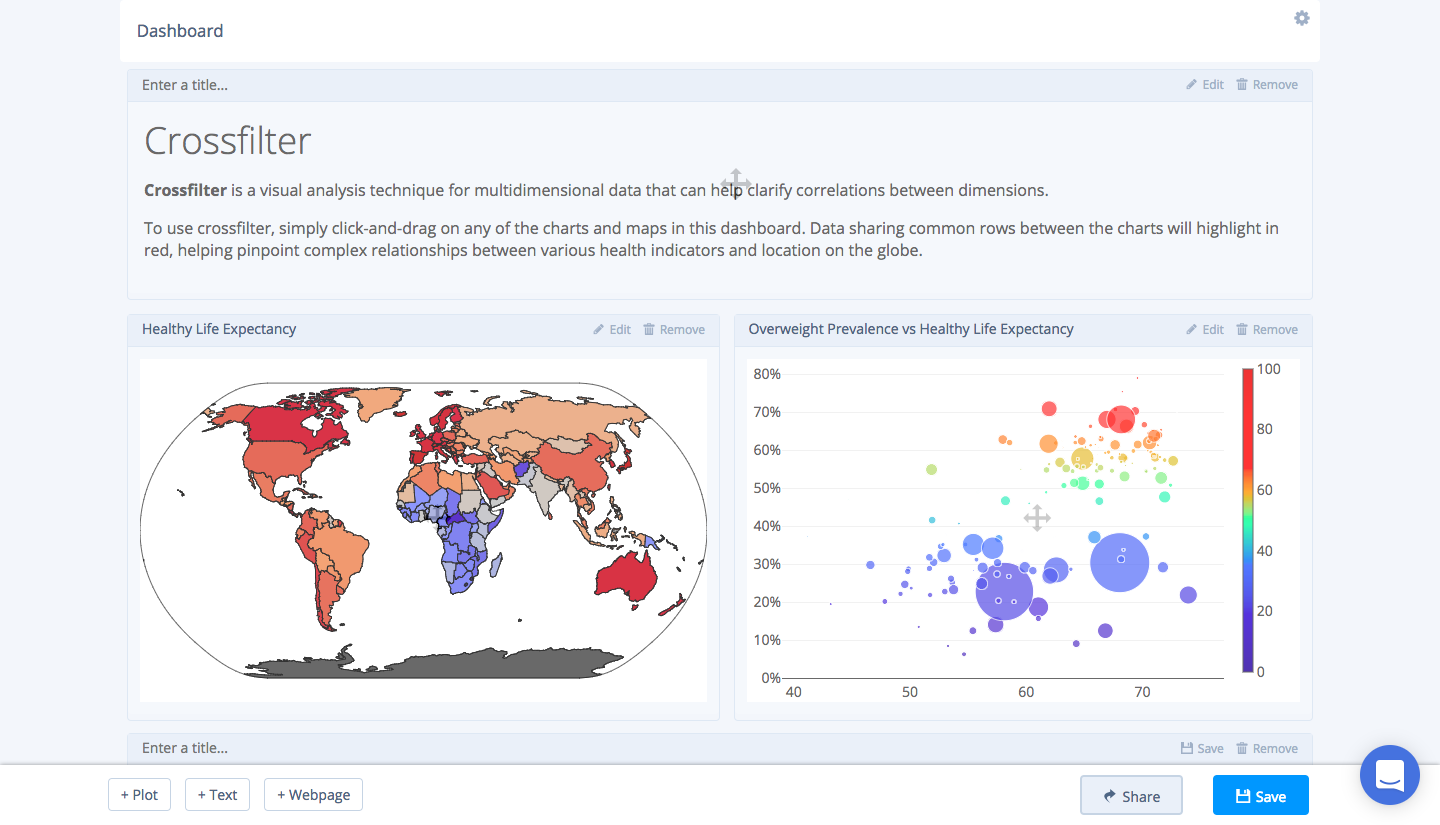 Dashboard
Enter a title...
Edit Remove
Crossfilter
Crossfilter is a visual analysis technique for multidimensional data that can help clarify correlations between dimensions.
To use crossfilter, simply click-and-drag on any of the charts and maps in this dashboard. Data sharing common rows between the charts will highlight in
red, helping pinpoint complex relationships between various health indicators and location on the globe.
Healthy Life Expectancy
Edit Remove
Overweight Prevalence vs Healthy Life Expectancy
Edit Remove
80%
70%
60%
50%
40%
30%
20%
10%
0%
40 50 60 70
100
80
60
40
20
0
Enter a title...
Save Remove
+ Plot
+ Text
+ Webpage
Share
Save